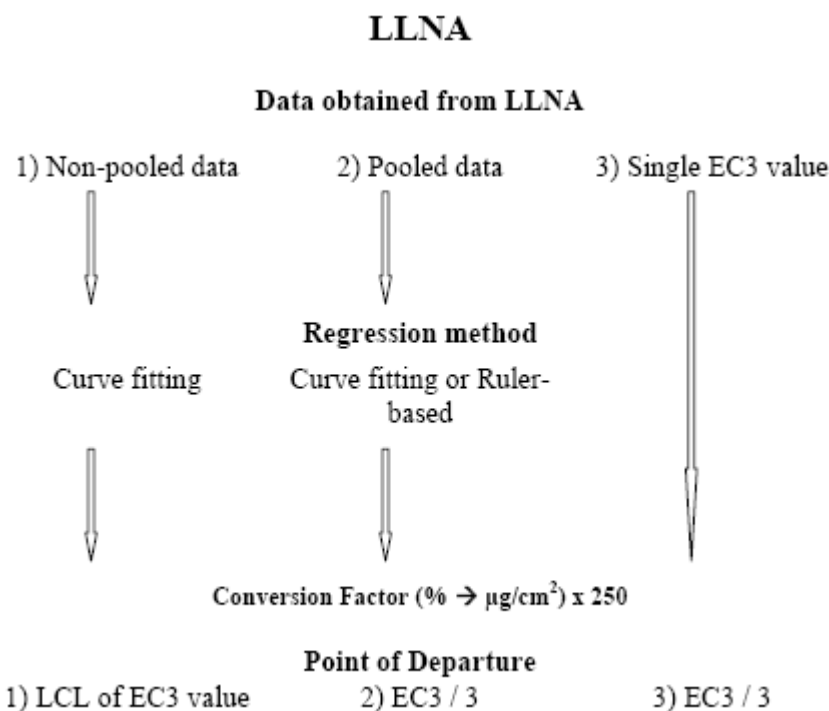 LLNA
Data obtained from LLNA
1) Non-pooled data 2) Pooled data 3) Single EC3 value
Regression method
Curve fitting Curve fitting or Ruler-
based
Conversion Factor (% → μg/cm²) x 250
Point of Departure
1) LCL of EC3 value 2) EC3 / 3 3) EC3 / 3